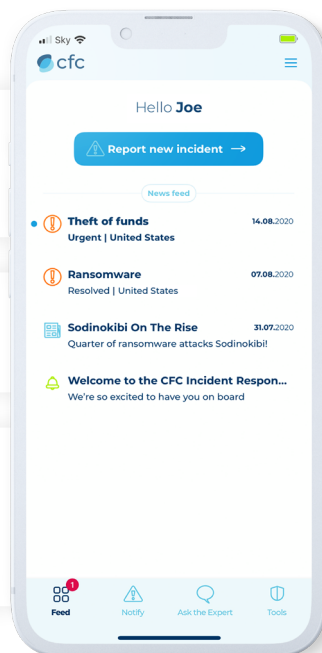 Sky
cfc
Hello Joe
Report new incident →
News feed
Theft of funds 14.08.2020
Urgent | United States
Ransomware 07.08.2020
Resolved | United States
Sodinokibi On The Rise 31.07.2020
Quarter of ransomware attacks Sodinokibi!
Welcome to the CFC Incident Respon...
We're so excited to have you on board
1
Feed Notify Ask the Expert Tools